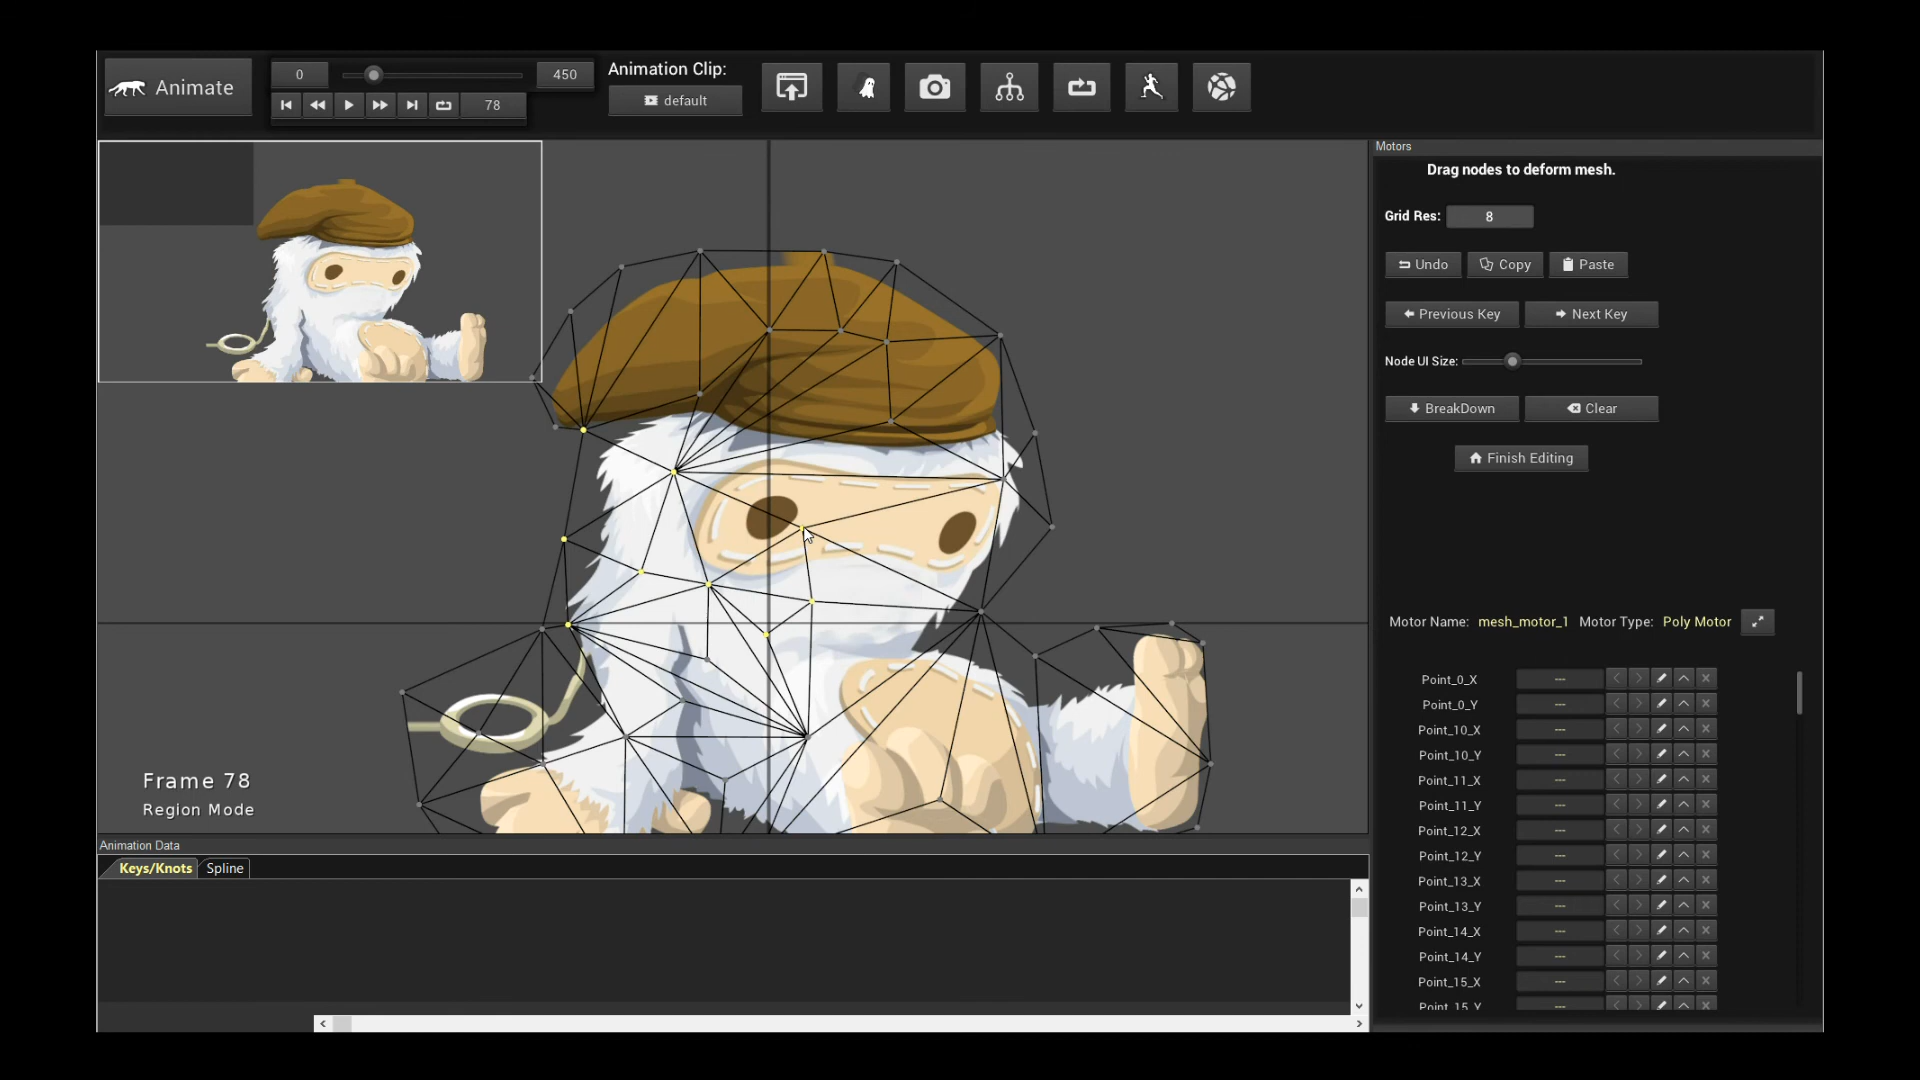 Animate
0
450
78
Animation Clip:
default
Motors
Drag nodes to deform mesh.
Grid Res:
8
Undo
Copy
Paste
Previous Key
Next Key
Node UI Size:
BreakDown
Clear
Finish Editing
Frame 78
Region Mode
Motor Name: mesh_motor_1 Motor Type: Poly Motor
Point_0_X
---
Point_0_Y
---
Point_10_X
---
Point_10_Y
---
Point_11_X
---
Point_11_Y
---
Point_12_X
---
Point_12_Y
---
Point_13_X
---
Point_13_Y
---
Point_14_X
---
Point_14_Y
---
Point_15_X
---
Point_15_Y
---
Animation Data
Keys/Knots
Spline